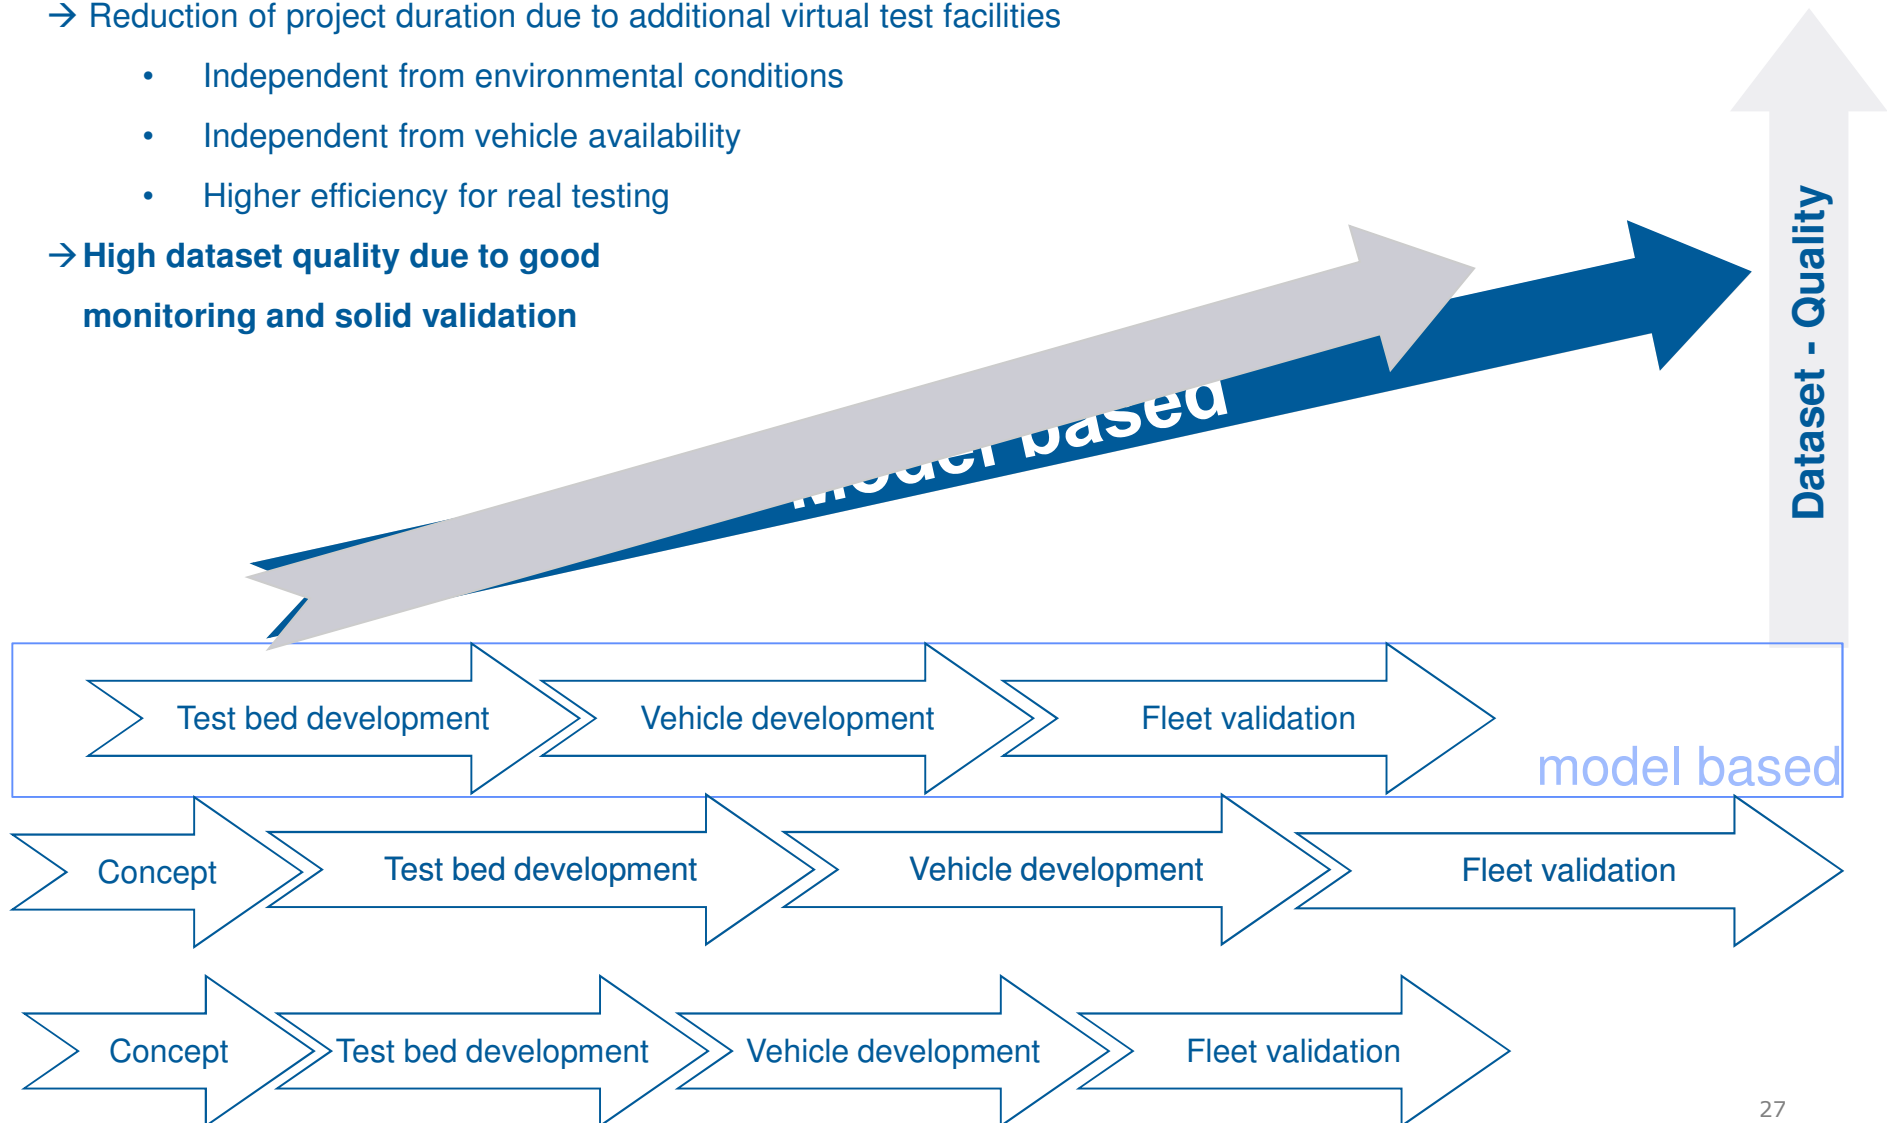 → Reduction of project duration due to additional virtual test facilities
• Independent from environmental conditions
• Independent from vehicle availability
• Higher efficiency for real testing
→ High dataset quality due to good
monitoring and solid validation
Model based
Dataset - Quality
Test bed development
Vehicle development
Fleet validation
model based
Concept
Test bed development
Vehicle development
Fleet validation
Concept
Test bed development
Vehicle development
Fleet validation
27